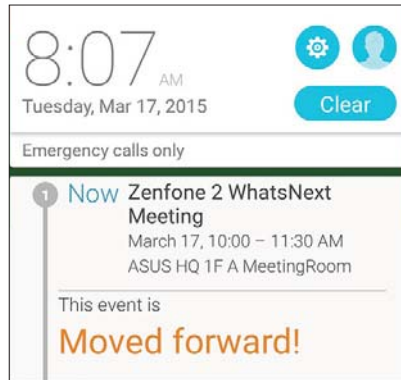 8:07 AM
Tuesday, Mar 17, 2015
Clear
Emergency calls only
1 Now Zenfone 2 WhatsNext
Meeting
March 17, 10:00 – 11:30 AM
ASUS HQ 1F A MeetingRoom
This event is
Moved forward!